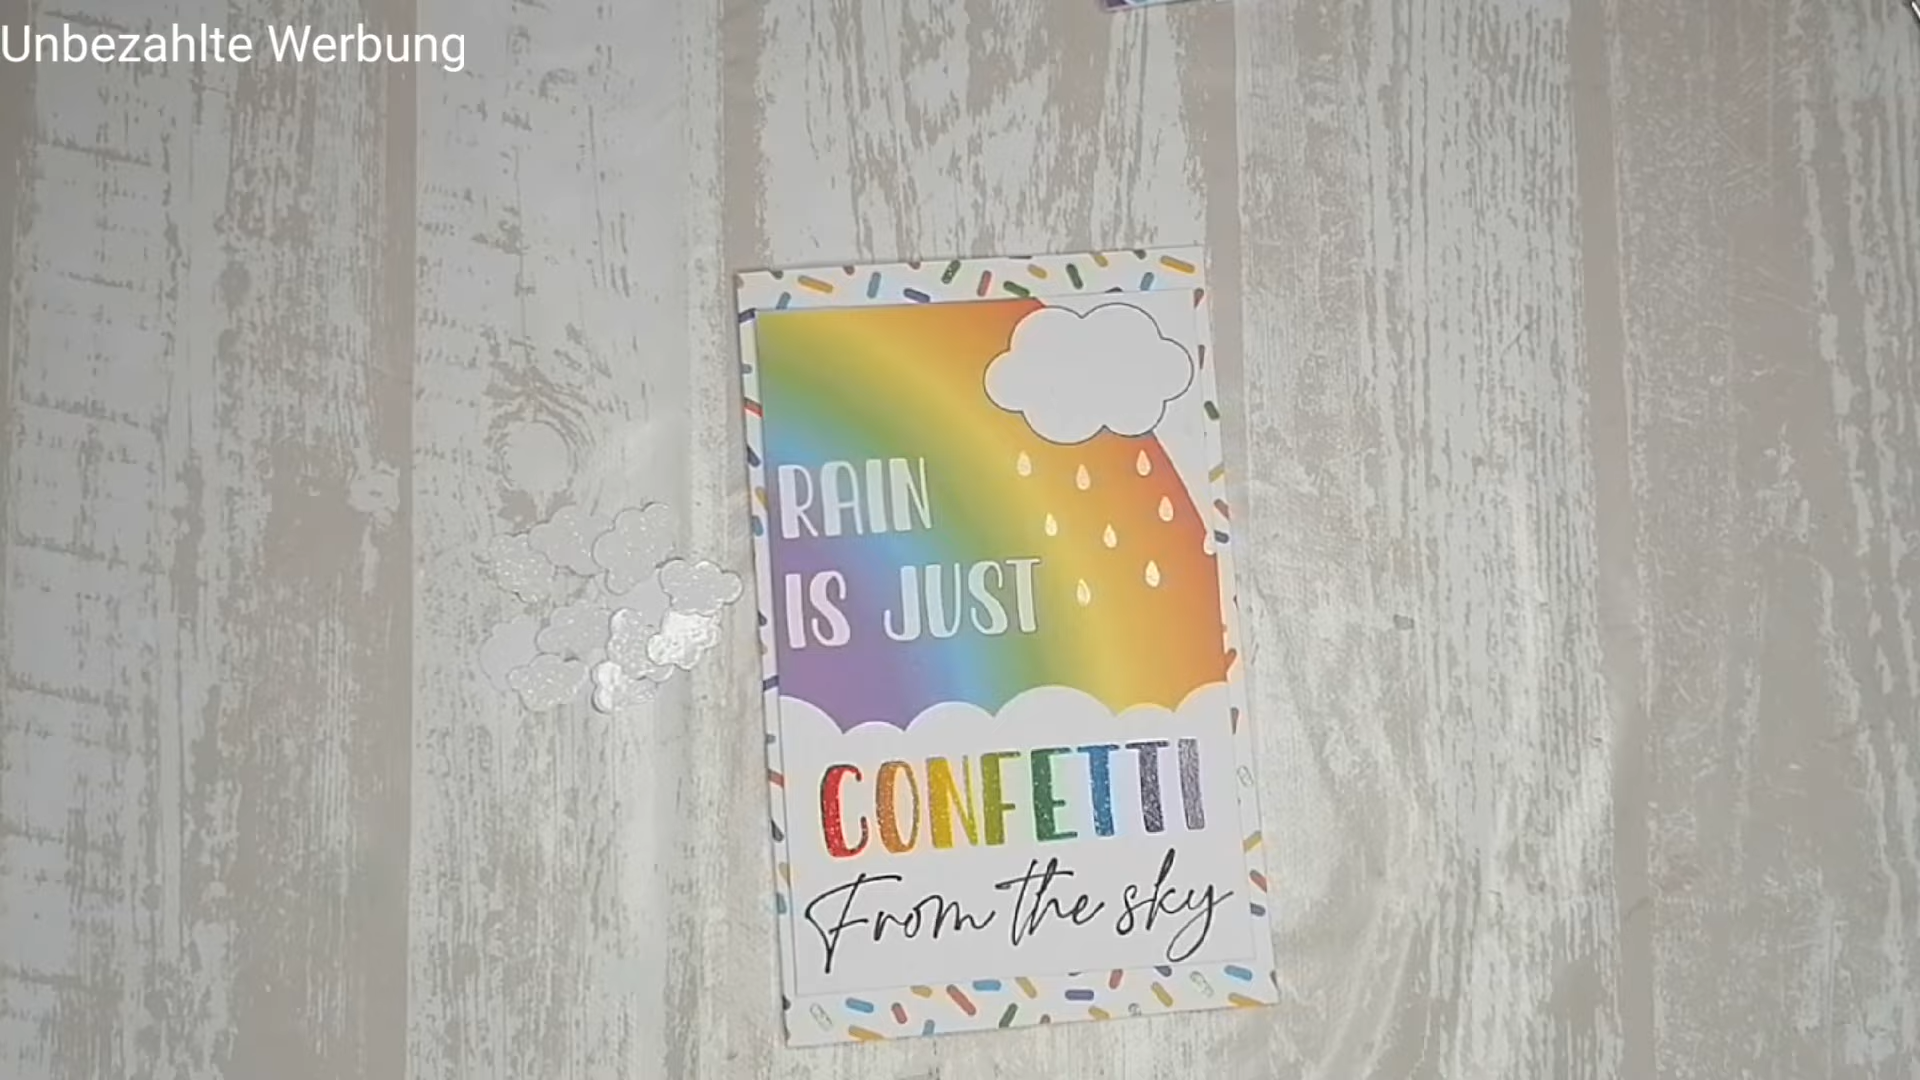 Unbezahlte Werbung
RAIN
IS JUST
CONFETTI
From the sky